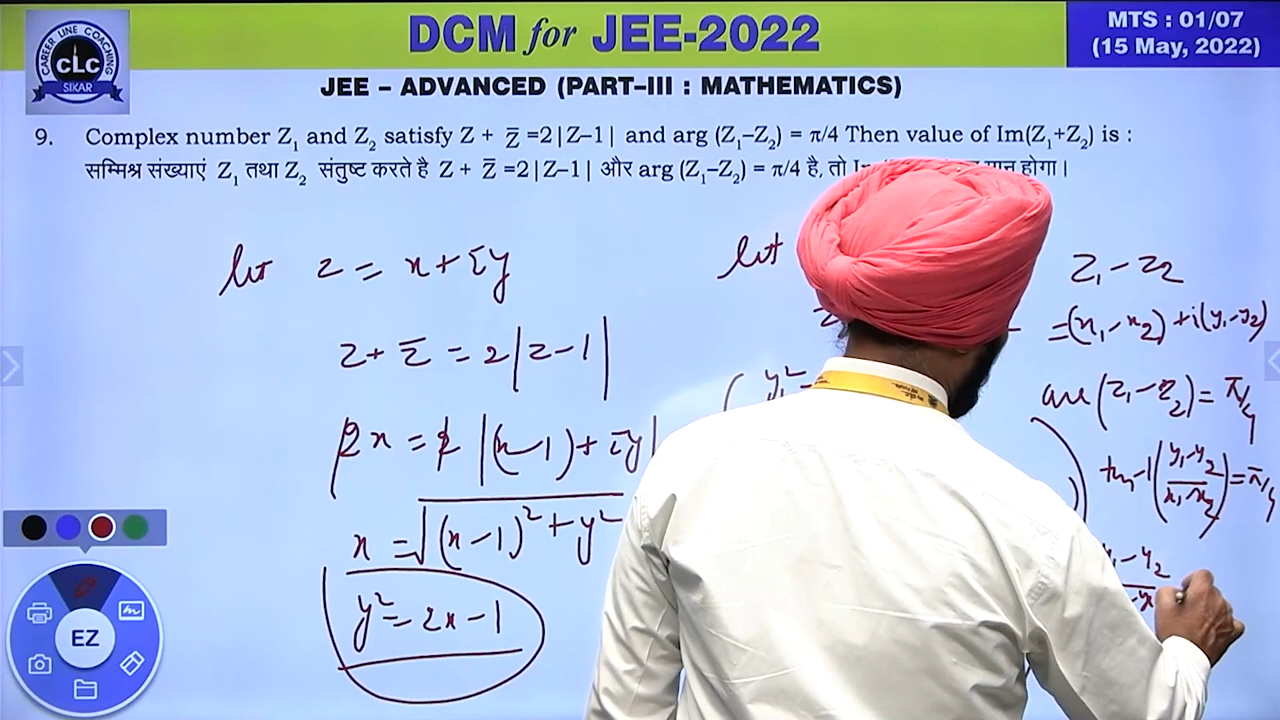 CAREER LINE COACHING
CLC
SIKAR
DCM for JEE-2022
MTS : 01/07
(15 May, 2022)
JEE – ADVANCED (PART–III : MATHEMATICS)
9. Complex number Z₁ and Z₂ satisfy Z + Z̅ =2|Z–1| and arg (Z₁–Z₂) = π/4 Then value of Im(Z₁+Z₂) is :
सम्मिश्र संख्याएं Z₁ तथा Z₂ संतुष्ट करते है Z + Z̅ =2|Z–1| और arg (Z₁–Z₂) = π/4 है, तो होगा।
let z = x + iy
z + z̅ = 2|z-1|
2x = 2 |(x-1) + iy|
x = √(x-1)² + y²
y² = 2x - 1
let
y₁² =
z₁ - z₂
= (x₁ - x₂) + i(y₁ - y₂)
arc (z₁ - z₂) = π/4
tan-1 (y₁-y₂/x₁-x₂) = π/4
y₁ - y₂
EZ